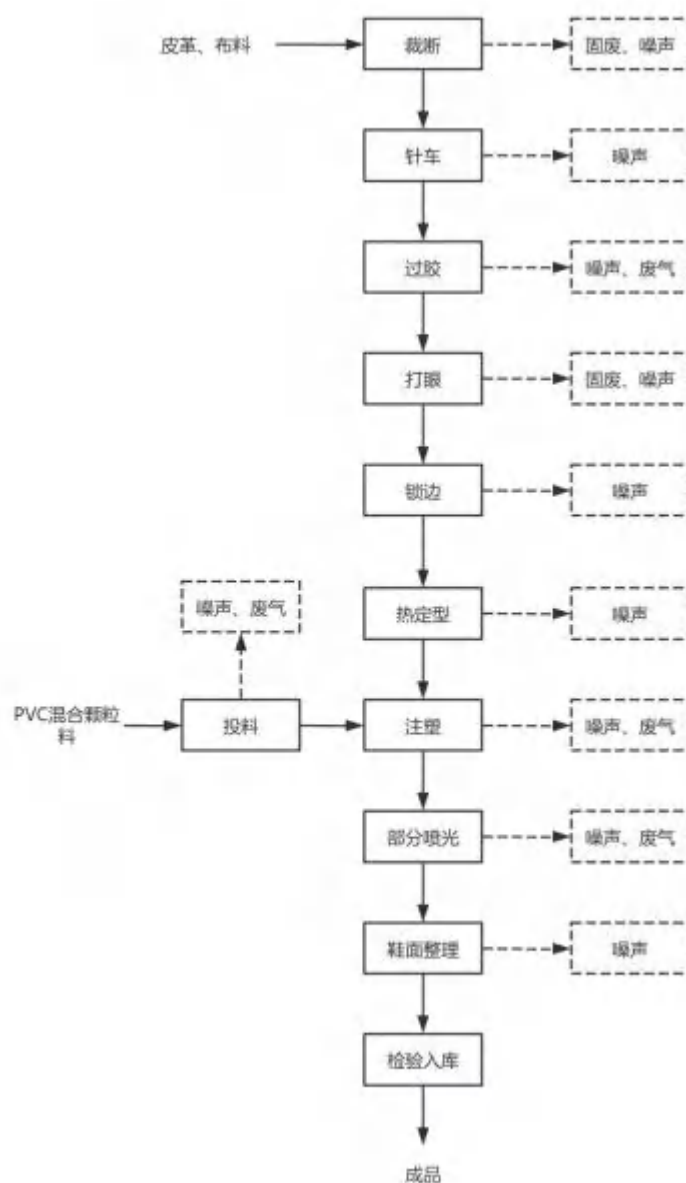 皮革、布料
裁断
固废、噪声
针车
噪声
过胶
噪声、废气
打眼
固废、噪声
锁边
噪声
噪声、废气
热定型
噪声
PVC混合颗粒
料
投料
注塑
噪声、废气
部分喷光
噪声、废气
鞋面整理
噪声
检验入库
成品